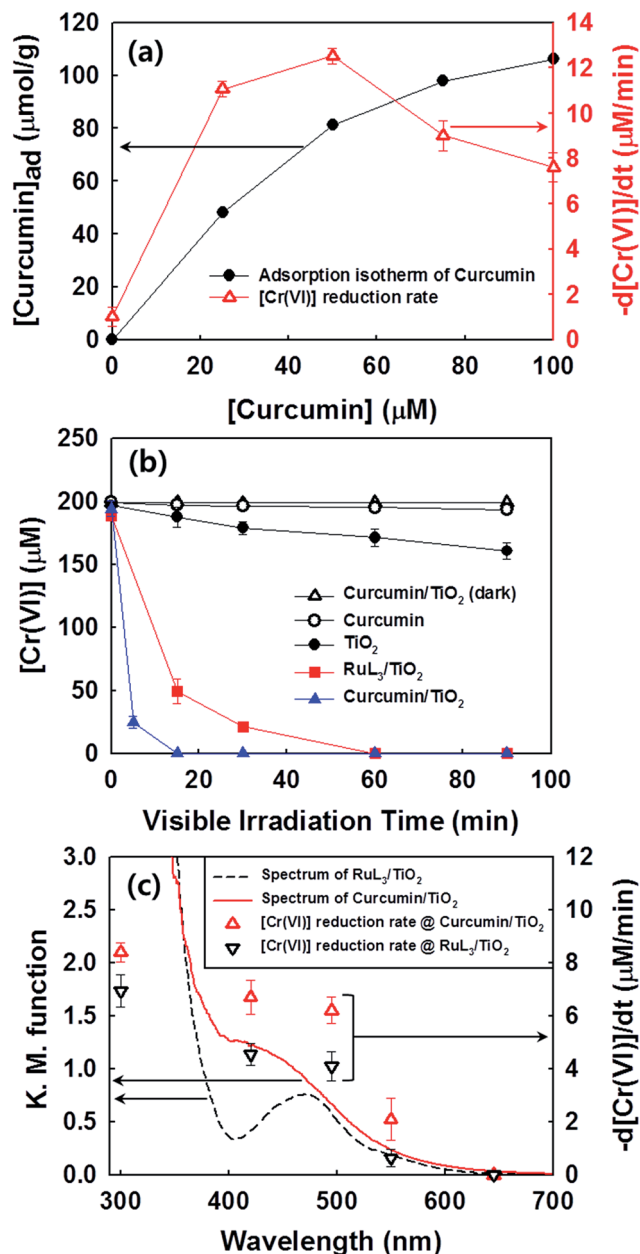 (a)
120
100
80
60
40
20
0
[Curcumin]ad (μmol/g)
14
12
10
8
6
4
2
0
-d[Cr(VI)]/dt (μM/min)
Adsorption isotherm of Curcumin
[Cr(VI)] reduction rate
0 20 40 60 80 100
[Curcumin] (μM)
(b)
250
200
150
100
50
0
[Cr(VI)] (μM)
Curcumin/TiO2 (dark)
Curcumin
TiO2
RuL3/TiO2
Curcumin/TiO2
0 20 40 60 80 100
Visible Irradiation Time (min)
(c)
3.0
2.5
2.0
1.5
1.0
0.5
0.0
K. M. function
Spectrum of RuL3/TiO2
Spectrum of Curcumin/TiO2
[Cr(VI)] reduction rate @ Curcumin/TiO2
[Cr(VI)] reduction rate @ RuL3/TiO2
12
10
8
6
4
2
0
-d[Cr(VI)]/dt (μM/min)
300 400 500 600 700
Wavelength (nm)